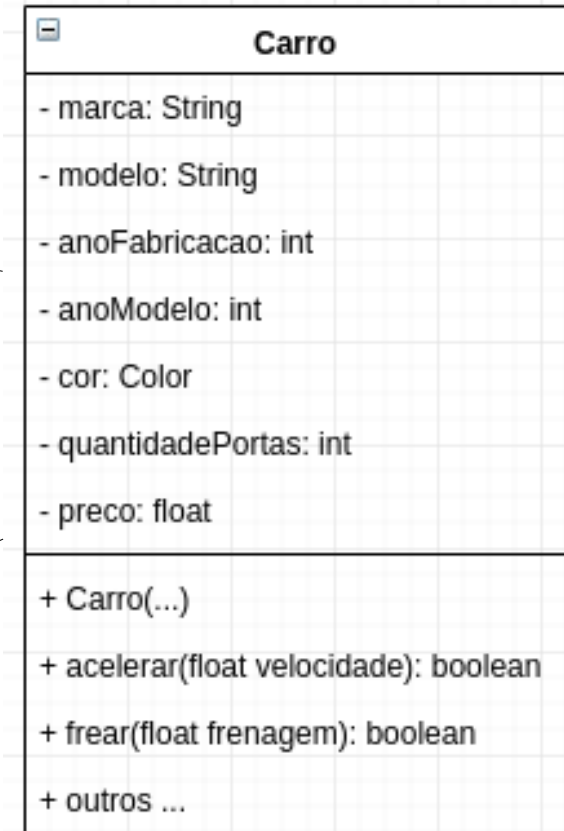 Carro
- marca: String
- modelo: String
- anoFabricacao: int
- anoModelo: int
- cor: Color
- quantidadePortas: int
- preco: float
+ Carro(...)
+ acelerar(float velocidade): boolean
+ frear(float frenagem): boolean
+ outros ...